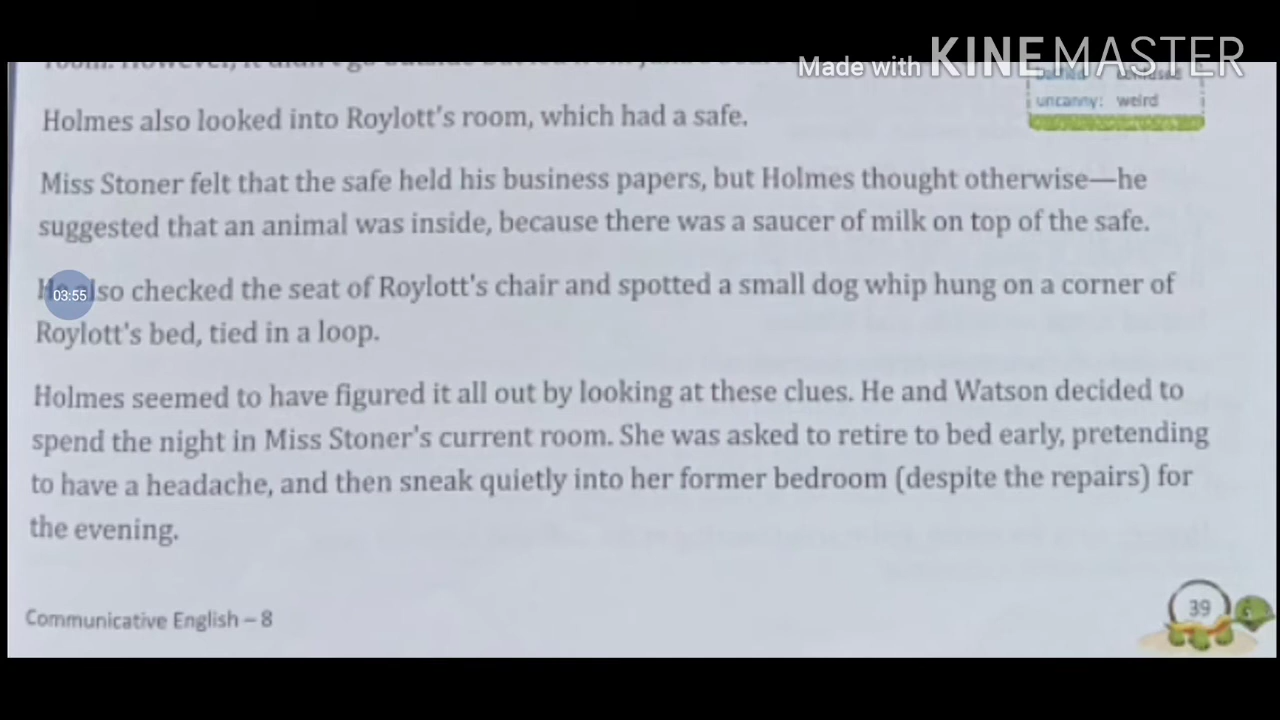 Made with KINEMASTER
uncanny: weird
Holmes also looked into Roylott's room, which had a safe.
Miss Stoner felt that the safe held his business papers, but Holmes thought otherwise—he
suggested that an animal was inside, because there was a saucer of milk on top of the safe.
03:55
also checked the seat of Roylott's chair and spotted a small dog whip hung on a corner of
Roylott's bed, tied in a loop.
Holmes seemed to have figured it all out by looking at these clues. He and Watson decided to
spend the night in Miss Stoner's current room. She was asked to retire to bed early, pretending
to have a headache, and then sneak quietly into her former bedroom (despite the repairs) for
the evening.
Communicative English – 8
39